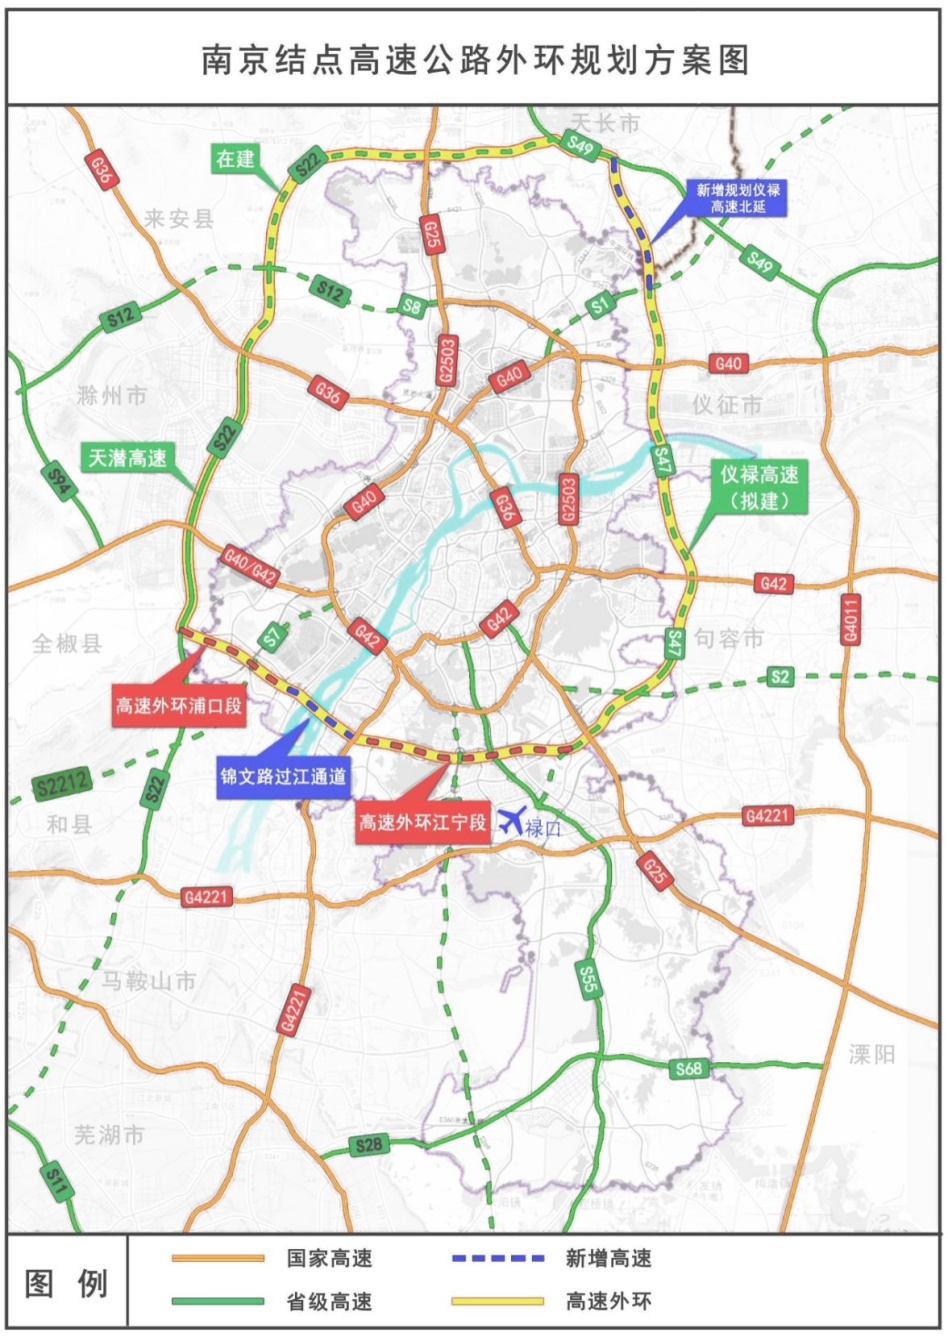 南京结点高速公路外环规划方案图
天长市
S49
在建
S22
G36
新增规划仪禄
高速北延
来安县
G25
S49
S12
S8
S1
S12
G2503
G40
G40
G36
滁州市
仪征市
S22
天潜高速
S47
仪禄高速
（拟建）
S94
G40
G36
G2503
G40/G42
G42
G4011
G42
S7
G42
全椒县
S47
句容市
S2
高速外环浦口段
锦文路过江通道
S2212
S22
高速外环江宁段
禄口
G4221
和县
G25
G4221
马鞍山市
S55
G4221
溧阳
S68
芜湖市
S28
S11
图 例
国家高速
新增高速
省级高速
高速外环